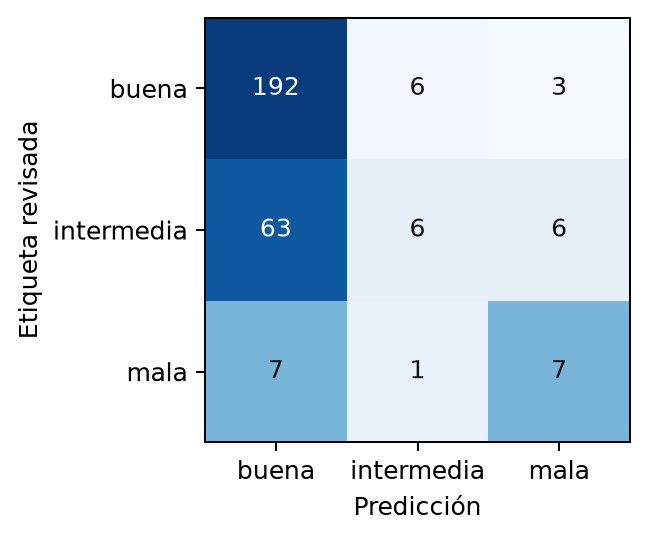 buena 192 6 3
intermedia 63 6 6
mala 7 1 7
buena intermedia mala
Predicción
Etiqueta revisada